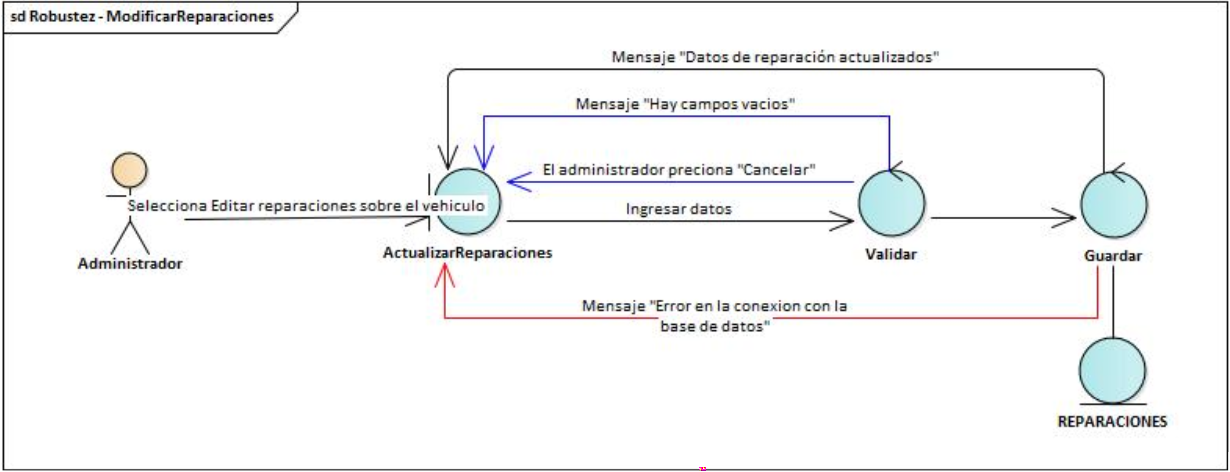 sd Robustez - ModificarReparaciones
Mensaje "Datos de reparación actualizados"
Mensaje "Hay campos vacios"
El administrador preciona "Cancelar"
Selecciona Editar reparaciones sobre el vehiculo
Ingresar datos
Administrador
ActualizarReparaciones
Validar
Guardar
Mensaje "Error en la conexion con la
base de datos"
REPARACIONES